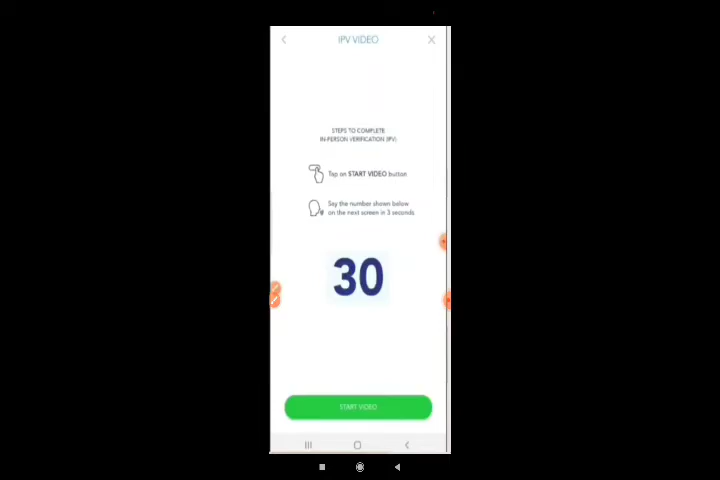 IPV VIDEO
STEPS TO COMPLETE
IN-PERSON VERIFICATION (IPV)
Tap on START VIDEO button
Say the number shown below
on the next screen in 3 seconds
30
START VIDEO